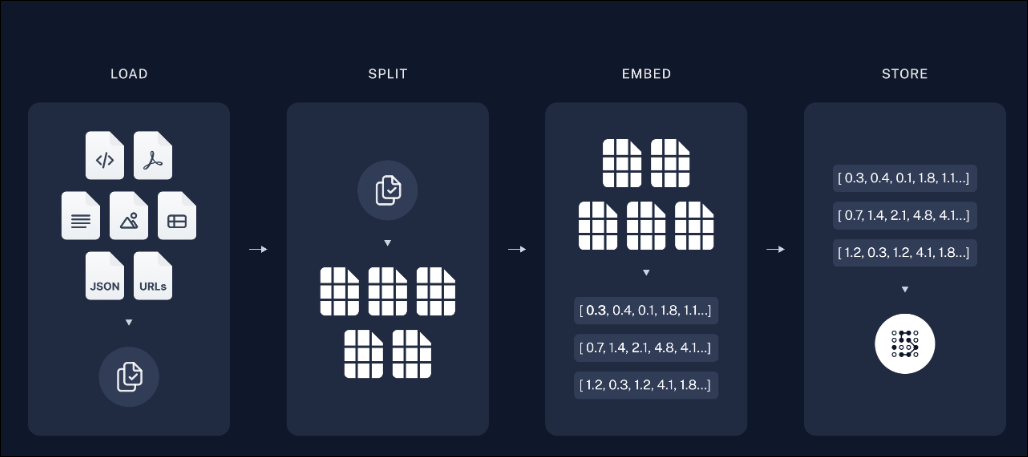 LOAD
SPLIT
EMBED
STORE
JSON
URLs
[ 0.3, 0.4, 0.1, 1.8, 1.1...]
[ 0.7, 1.4, 2.1, 4.8, 4.1...]
[ 1.2, 0.3, 1.2, 4.1, 1.8...]
[ 0.3, 0.4, 0.1, 1.8, 1.1...]
[ 0.7, 1.4, 2.1, 4.8, 4.1...]
[ 1.2, 0.3, 1.2, 4.1, 1.8...]